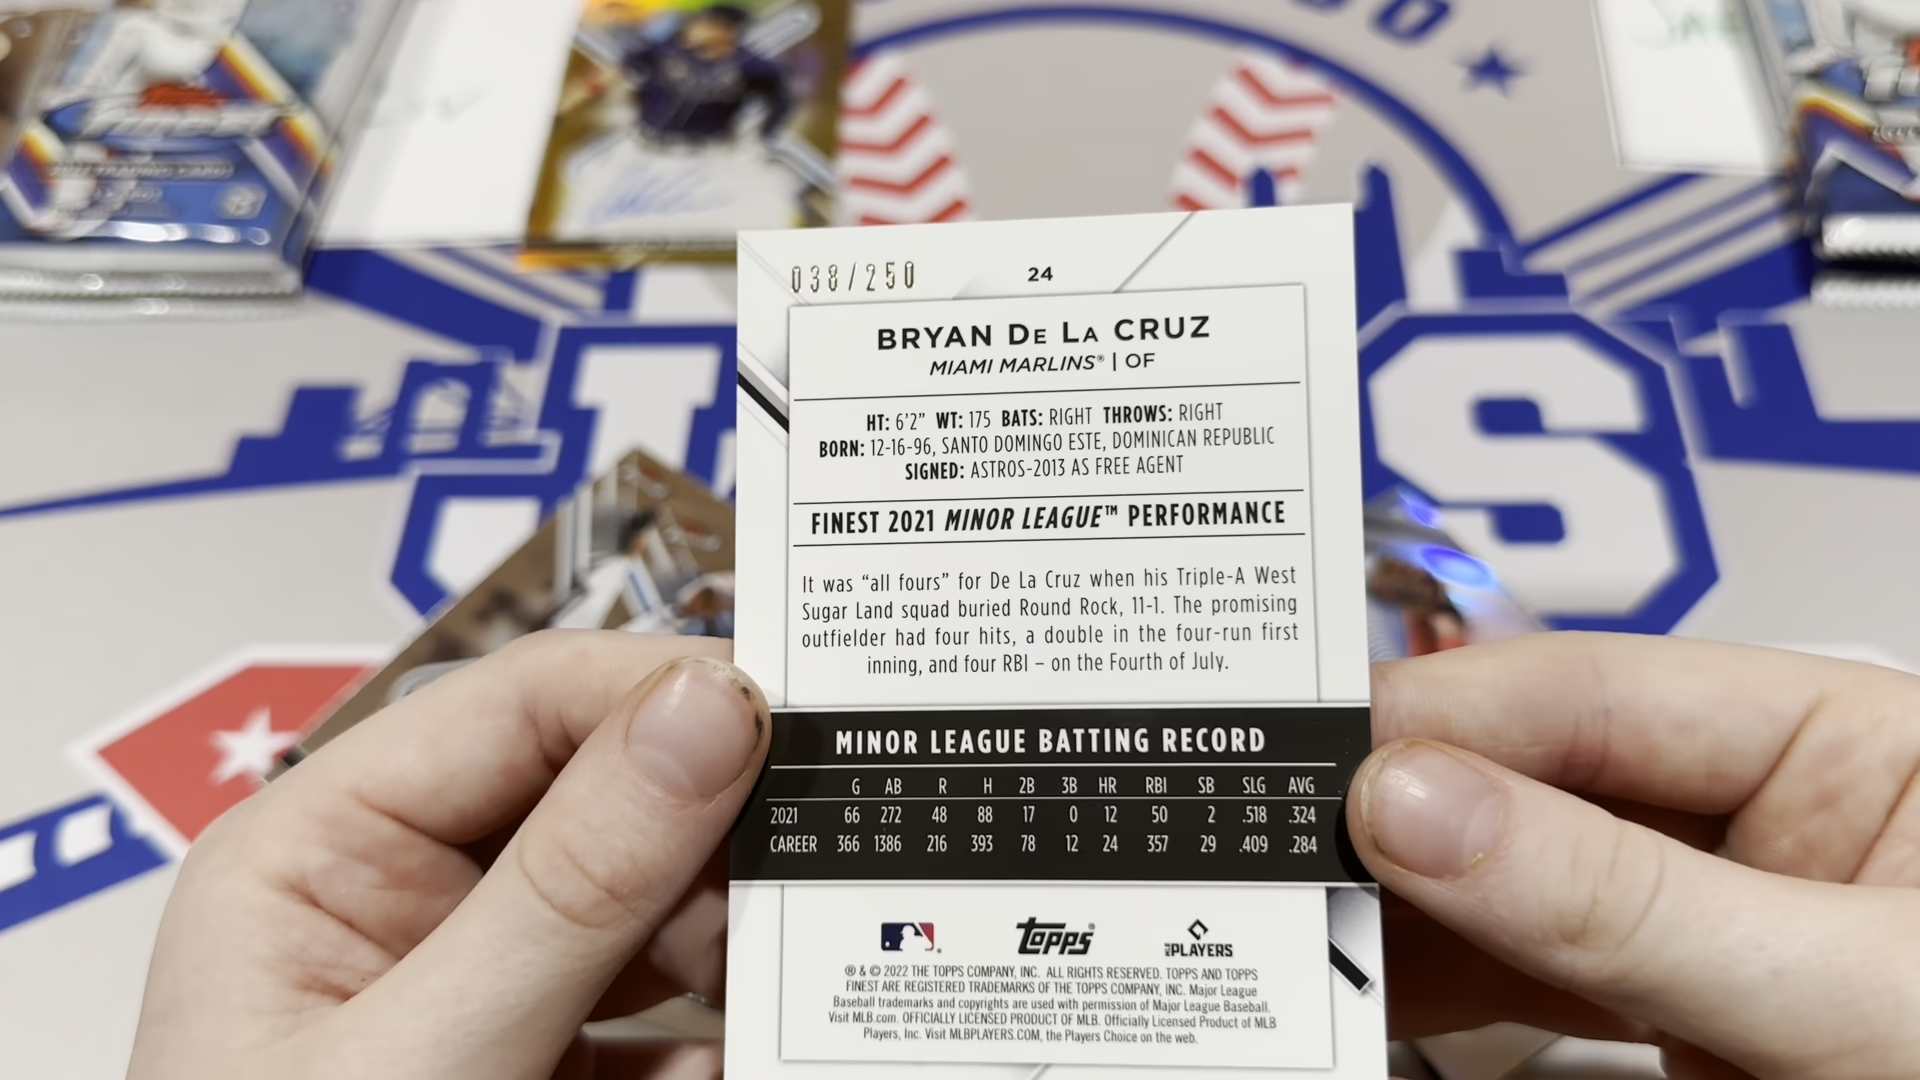 038/250
24
BRYAN DE LA CRUZ
MIAMI MARLINS® | OF
HT: 6'2" WT: 175 BATS: RIGHT THROWS: RIGHT
BORN: 12-16-96, SANTO DOMINGO ESTE, DOMINICAN REPUBLIC
SIGNED: ASTROS-2013 AS FREE AGENT
FINEST 2021 MINOR LEAGUE™ PERFORMANCE
It was “all fours” for De La Cruz when his Triple-A West
Sugar Land squad buried Round Rock, 11-1. The promising
outfielder had four hits, a double in the four-run first
inning, and four RBI – on the Fourth of July.
MINOR LEAGUE BATTING RECORD
G AB R H 2B 3B HR RBI SB SLG AVG
2021 66 272 48 88 17 0 12 50 2 .518 .324
CAREER 366 1386 216 393 78 12 24 357 29 .409 .284
topps®
MLB PLAYERS
® & © 2022 THE TOPPS COMPANY, INC. ALL RIGHTS RESERVED. TOPPS AND TOPPS
FINEST ARE REGISTERED TRADEMARKS OF THE TOPPS COMPANY, INC. Major League
Baseball trademarks and copyrights are used with permission of Major League Baseball.
Visit MLB.com. OFFICIALLY LICENSED PRODUCT OF MLB. Officially Licensed Product of MLB
Players, Inc. Visit MLBPLAYERS.COM, the Players Choice on the web.
Finest
2022 TRADING CARDS
S